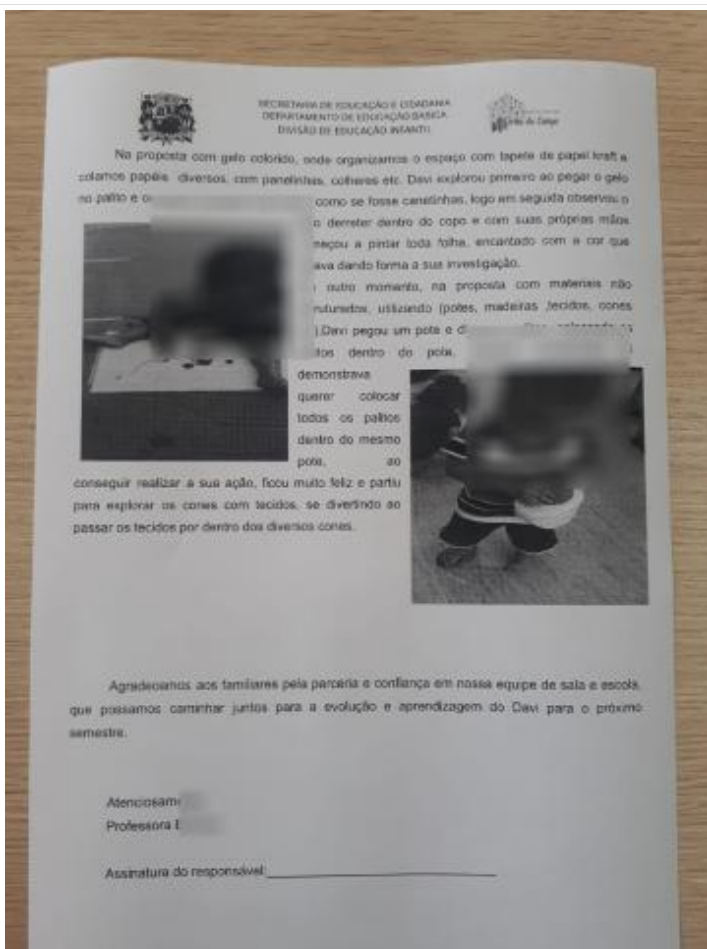 SECRETARIA DE EDUCAÇÃO E CIDADANIA
DEPARTAMENTO DE EDUCAÇÃO BÁSICA
DIVISÃO DE EDUCAÇÃO INFANTIL
Na proposta com gelo colorido, onde organizamos o espaço com tapete de papel kraft e
colamos papéis diversos, com panelinhas, colheres etc. Davi explorou primeiro ao pegar o gelo
no palito e como se fosse canetinhas, logo em seguida observou o
o derreter dentro do copo e com suas próprias mãos
meçou a pintar toda folha, encantado com a cor que
ava dando forma a sua investigação.
outro momento, na proposta com materiais não
ruturados, utilizando (potes, madeiras ,tecidos, cones
).Davi pegou um pote e
dentro do pote,
demonstrava
querer colocar
todos os palitos
dentro do mesmo
pote, ao
conseguir realizar a sua ação, ficou muito feliz e partiu
para explorar os cones com tecidos, se divertindo ao
passar os tecidos por dentro dos diversos cones.
Agradecemos aos familiares pela parceria e confiança em nossa equipe de sala e escola,
que possamos caminhar juntos para a evolução e aprendizagem do Davi para o próximo
semestre.
Atenciosam
Professora
Assinatura do responsável: